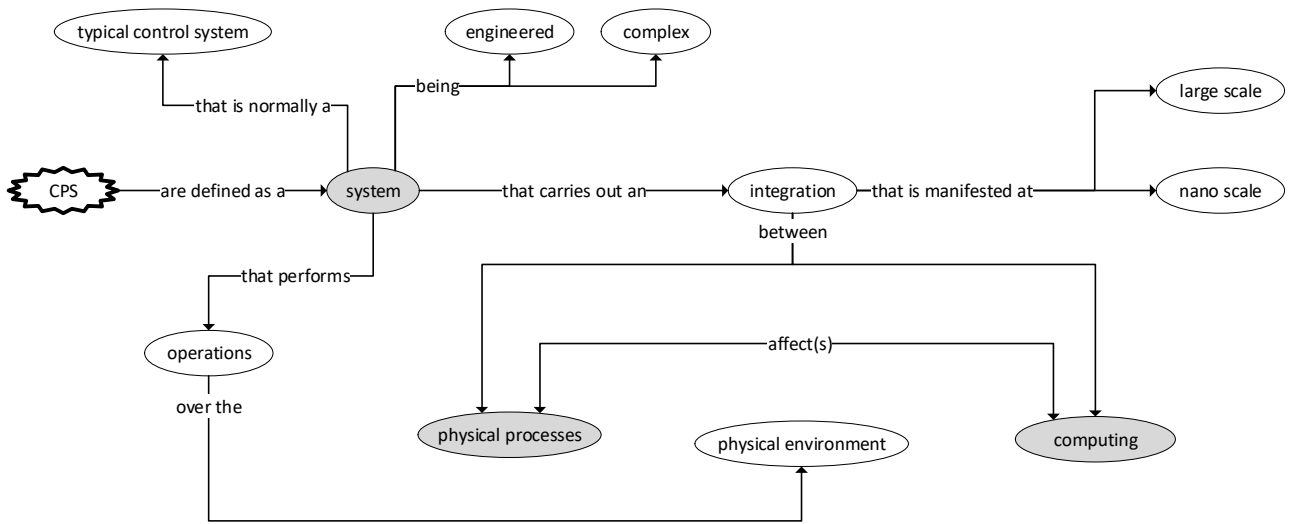 typical control system
engineered
complex
being
large scale
that is normally a
CPS
are defined as a
system
that carries out an
integration
that is manifested at
nano scale
between
that performs
affect(s)
operations
over the
physical processes
physical environment
computing